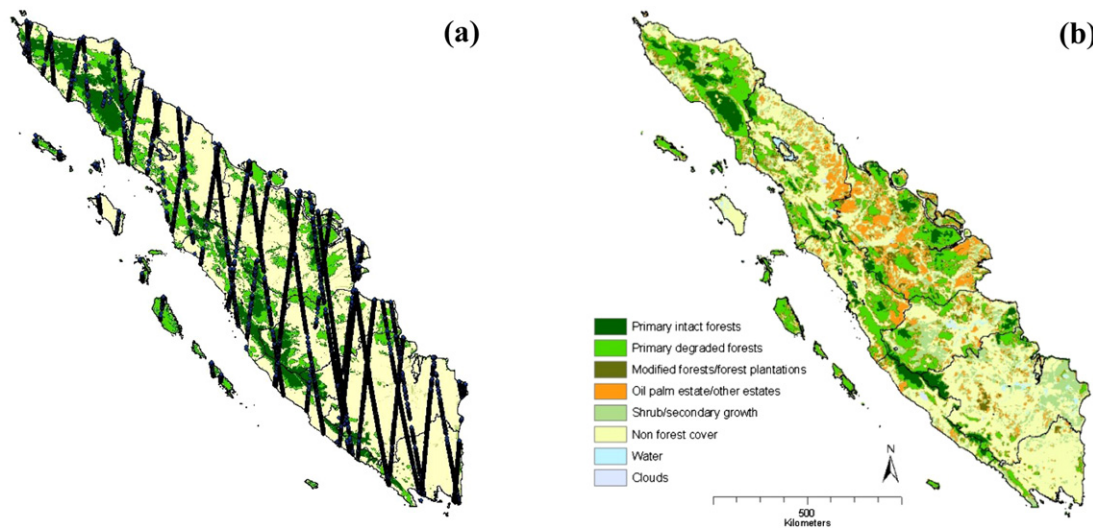 (a)
(b)
Primary intact forests
Primary degraded forests
Modified forests/forest plantations
Oil palm estate/other estates
Shrub/secondary growth
Non forest cover
Water
Clouds
N
500
Kilometers